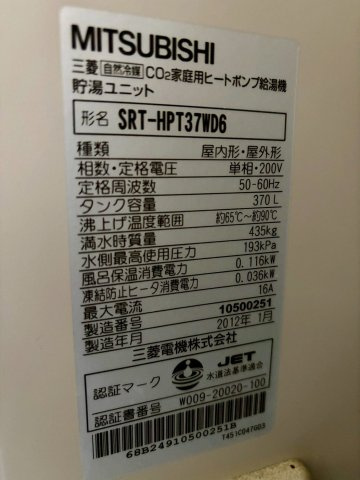 MITSUBISHI
三菱 自然冷媒 CO2家庭用ヒートポンプ給湯機
貯湯ユニット
形名 SRT-HPT37WD6
種類 屋内形・屋外形
相数・定格電圧 単相・200V
定格周波数 50-60Hz
タンク容量 370L
沸上げ温度範囲 約65℃～約90℃
満水時質量 435kg
水側最高使用圧力 193kPa
風呂保温消費電力 0.116kW
凍結防止ヒータ消費電力 0.036kW
最大電流 16A
製造番号 10500251
製造年月 2012年 1月
三菱電機株式会社
認証マーク JET 水道法基準適合
認証書番号 W009-20020-100
68B24910500251B
T451C047G03